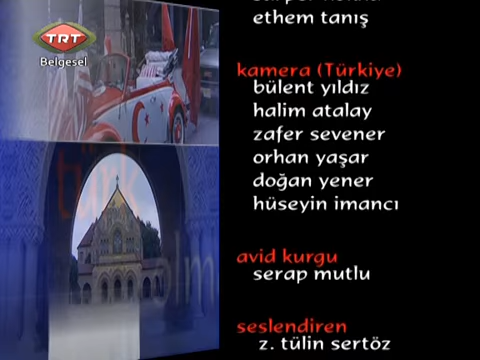 TRT
Belgesel
ethem tanış
kamera (Türkiye)
bülent yıldız
halim atalay
zafer sevener
orhan yaşar
doğan yener
hüseyin imancı
avid kurgu
serap mutlu
seslendiren
z. tülin sertöz
türk